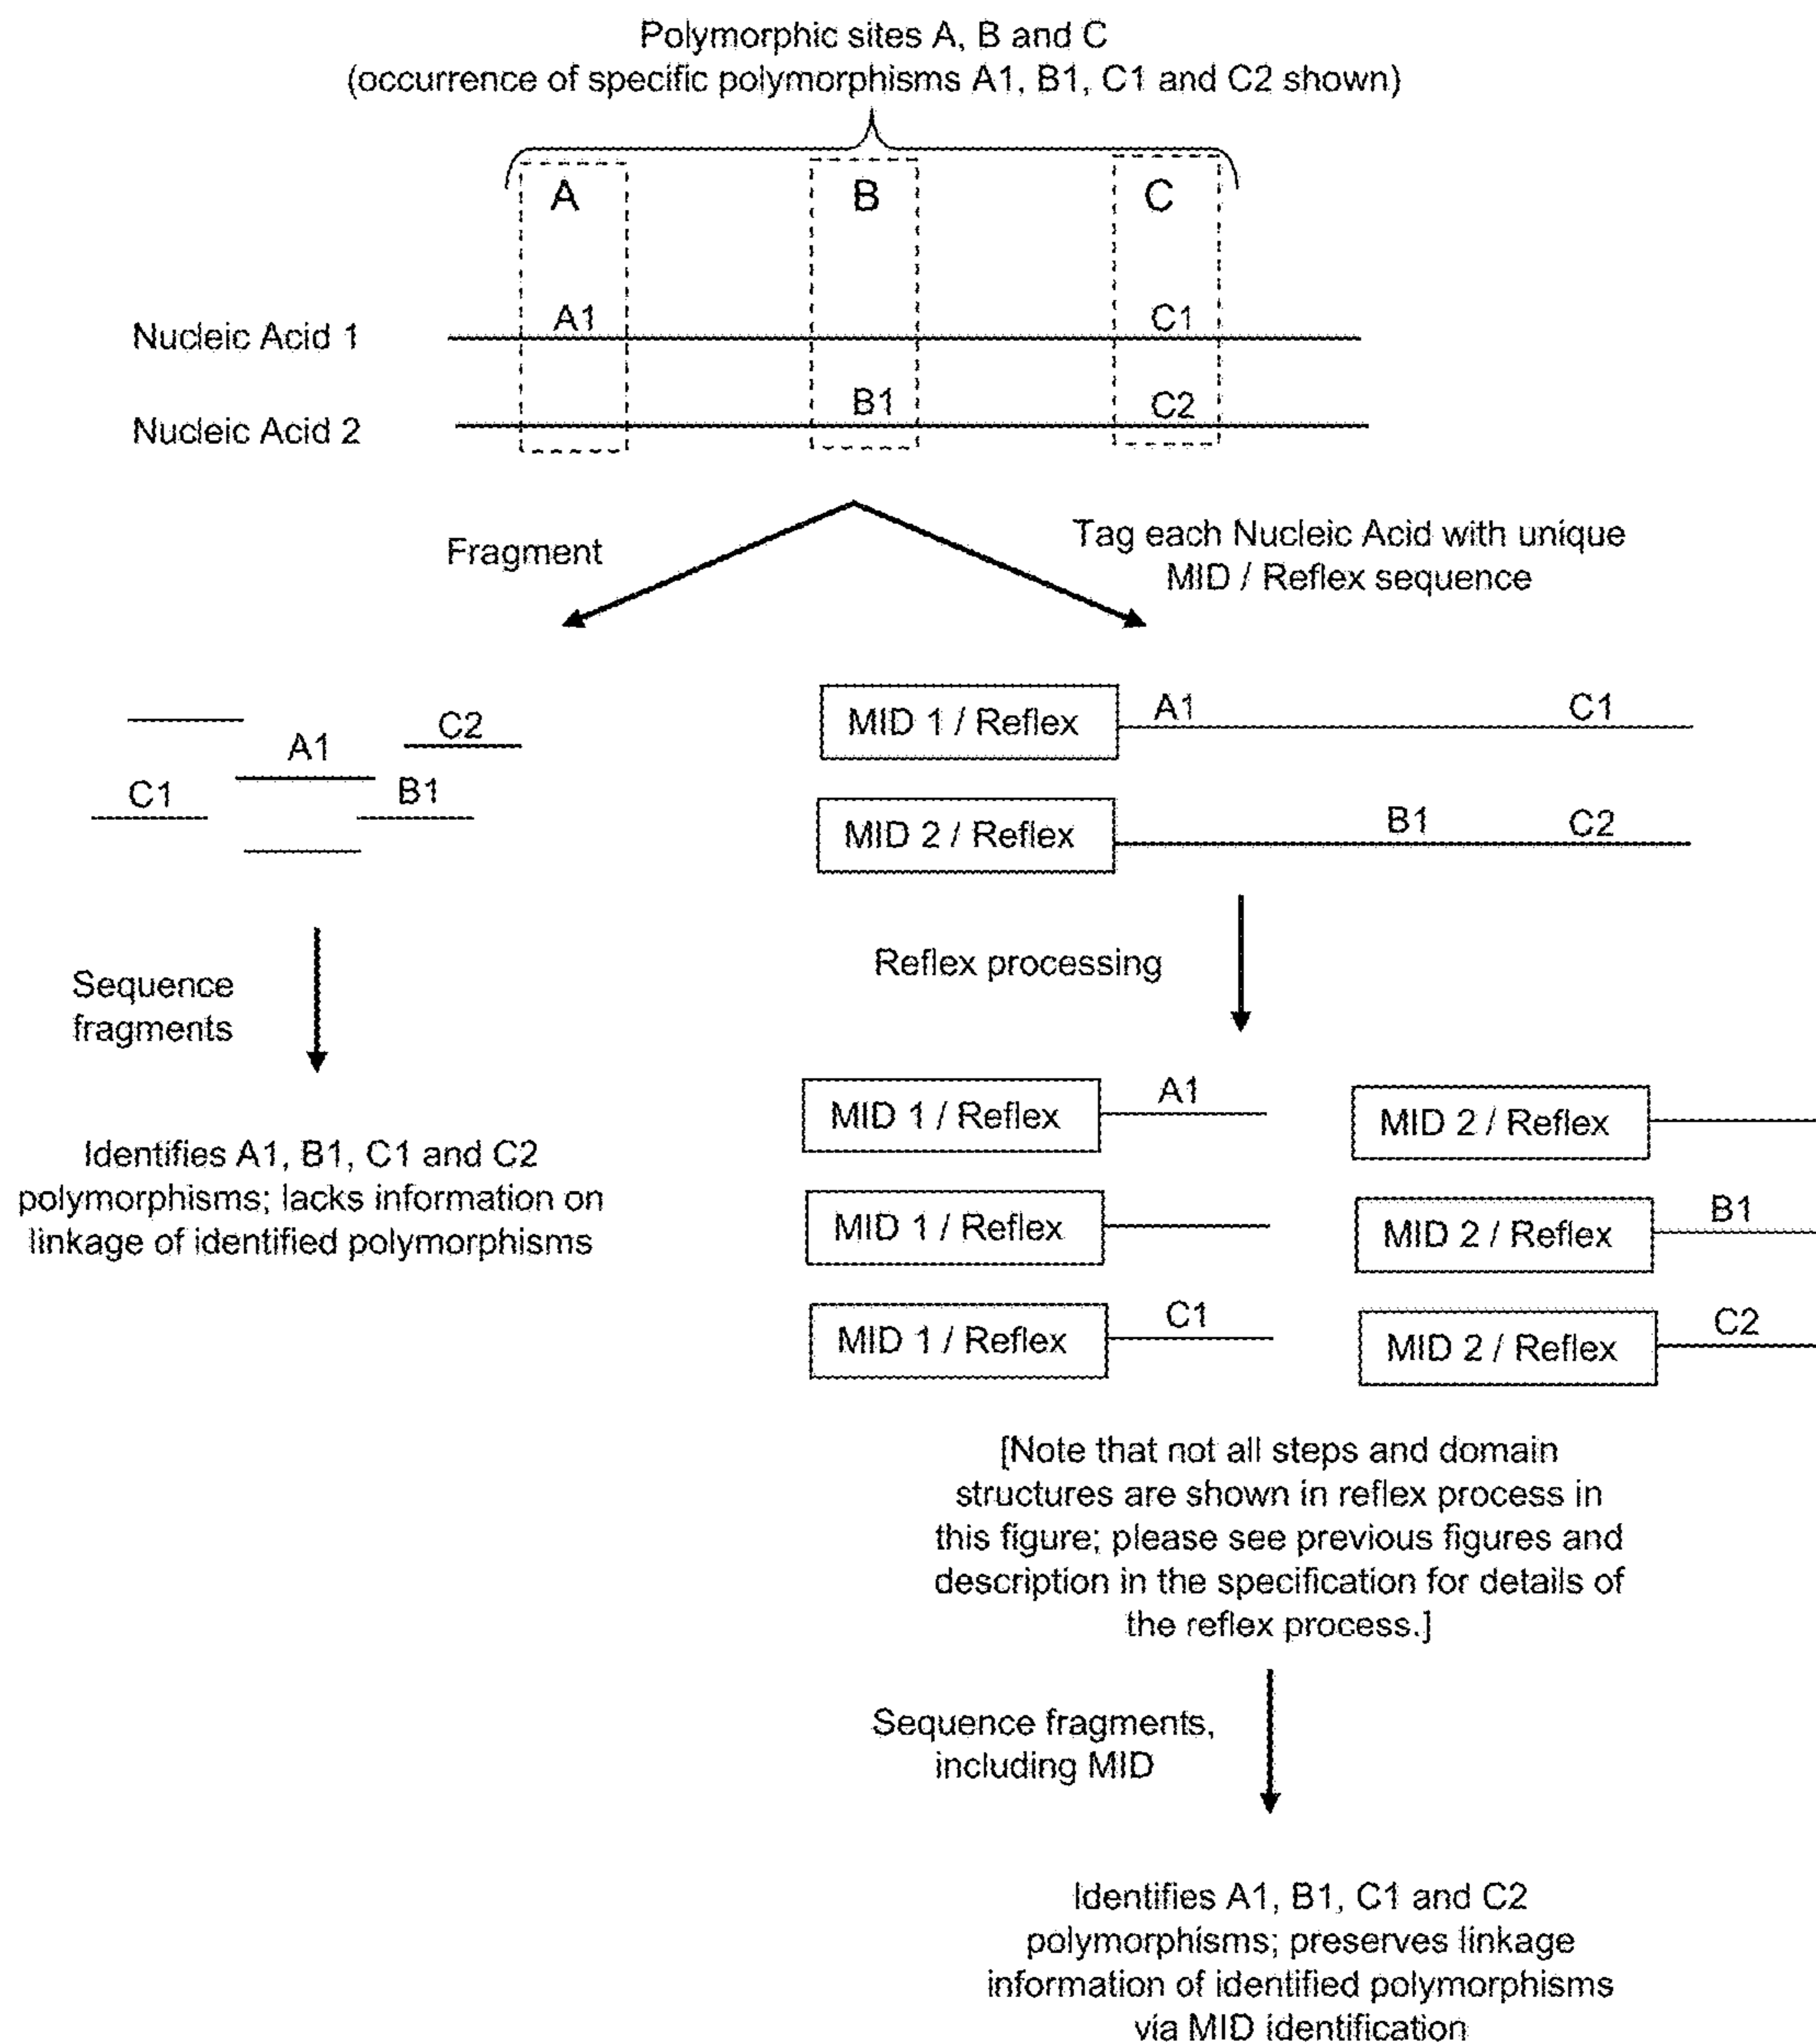 Polymorphic sites A, B and C
(occurrence of specific polymorphisms A1, B1, C1 and C2 shown)
A
B
C
Nucleic Acid 1
A1
C1
Nucleic Acid 2
B1
C2
Fragment
Tag each Nucleic Acid with unique
MID / Reflex sequence
C2
A1
C1
B1
Sequence
fragments
Identifies A1, B1, C1 and C2
polymorphisms; lacks information on
linkage of identified polymorphisms
MID 1 / Reflex
A1
C1
MID 2 / Reflex
B1
C2
Reflex processing
MID 1 / Reflex
A1
MID 2 / Reflex
MID 1 / Reflex
MID 2 / Reflex
B1
MID 1 / Reflex
C1
MID 2 / Reflex
C2
[Note that not all steps and domain
structures are shown in reflex process in
this figure; please see previous figures and
description in the specification for details of
the reflex process.]
Sequence fragments,
including MID
Identifies A1, B1, C1 and C2
polymorphisms; preserves linkage
information of identified polymorphisms
via MID identification